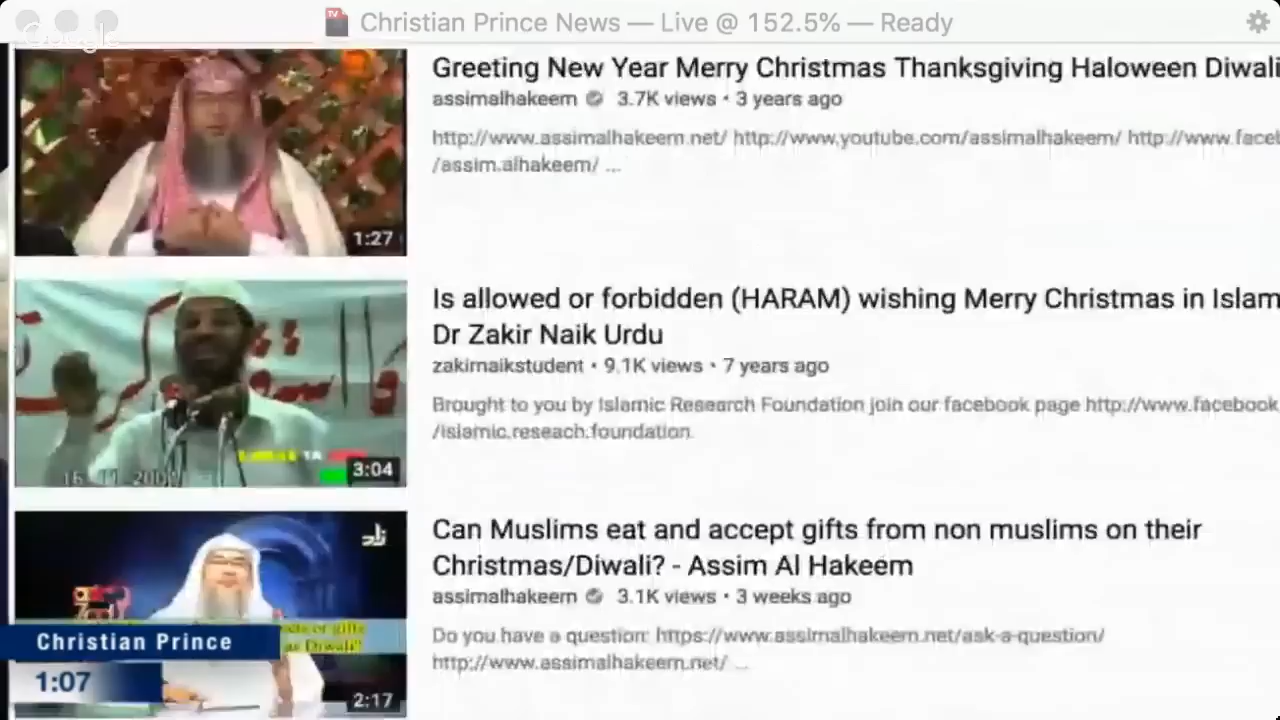 Christian Prince News — Live @ 152.5% — Ready
Google
Greeting New Year Merry Christmas Thanksgiving Haloween Diwali
assimalhakeem 3.7K views • 3 years ago
http://www.assimalhakeem.net/ http://www.youtube.com/assimalhakeem/ http://www.facel
/assim.alhakeem/ ...
1:27
Is allowed or forbidden (HARAM) wishing Merry Christmas in Islam
Dr Zakir Naik Urdu
zakirnaikstudent • 9.1K views • 7 years ago
Brought to you by Islamic Research Foundation join our facebook page http://www.facebook
/islamic.reseach.foundation.
3:04
Can Muslims eat and accept gifts from non muslims on their
Christmas/Diwali? - Assim Al Hakeem
assimalhakeem 3.1K views • 3 weeks ago
Do you have a question: https://www.assimalhakeem.net/ask-a-question/
http://www.assimalhakeem.net/ ...
زاد
or gifts
as Diwali"
2:17
Christian Prince
1:07